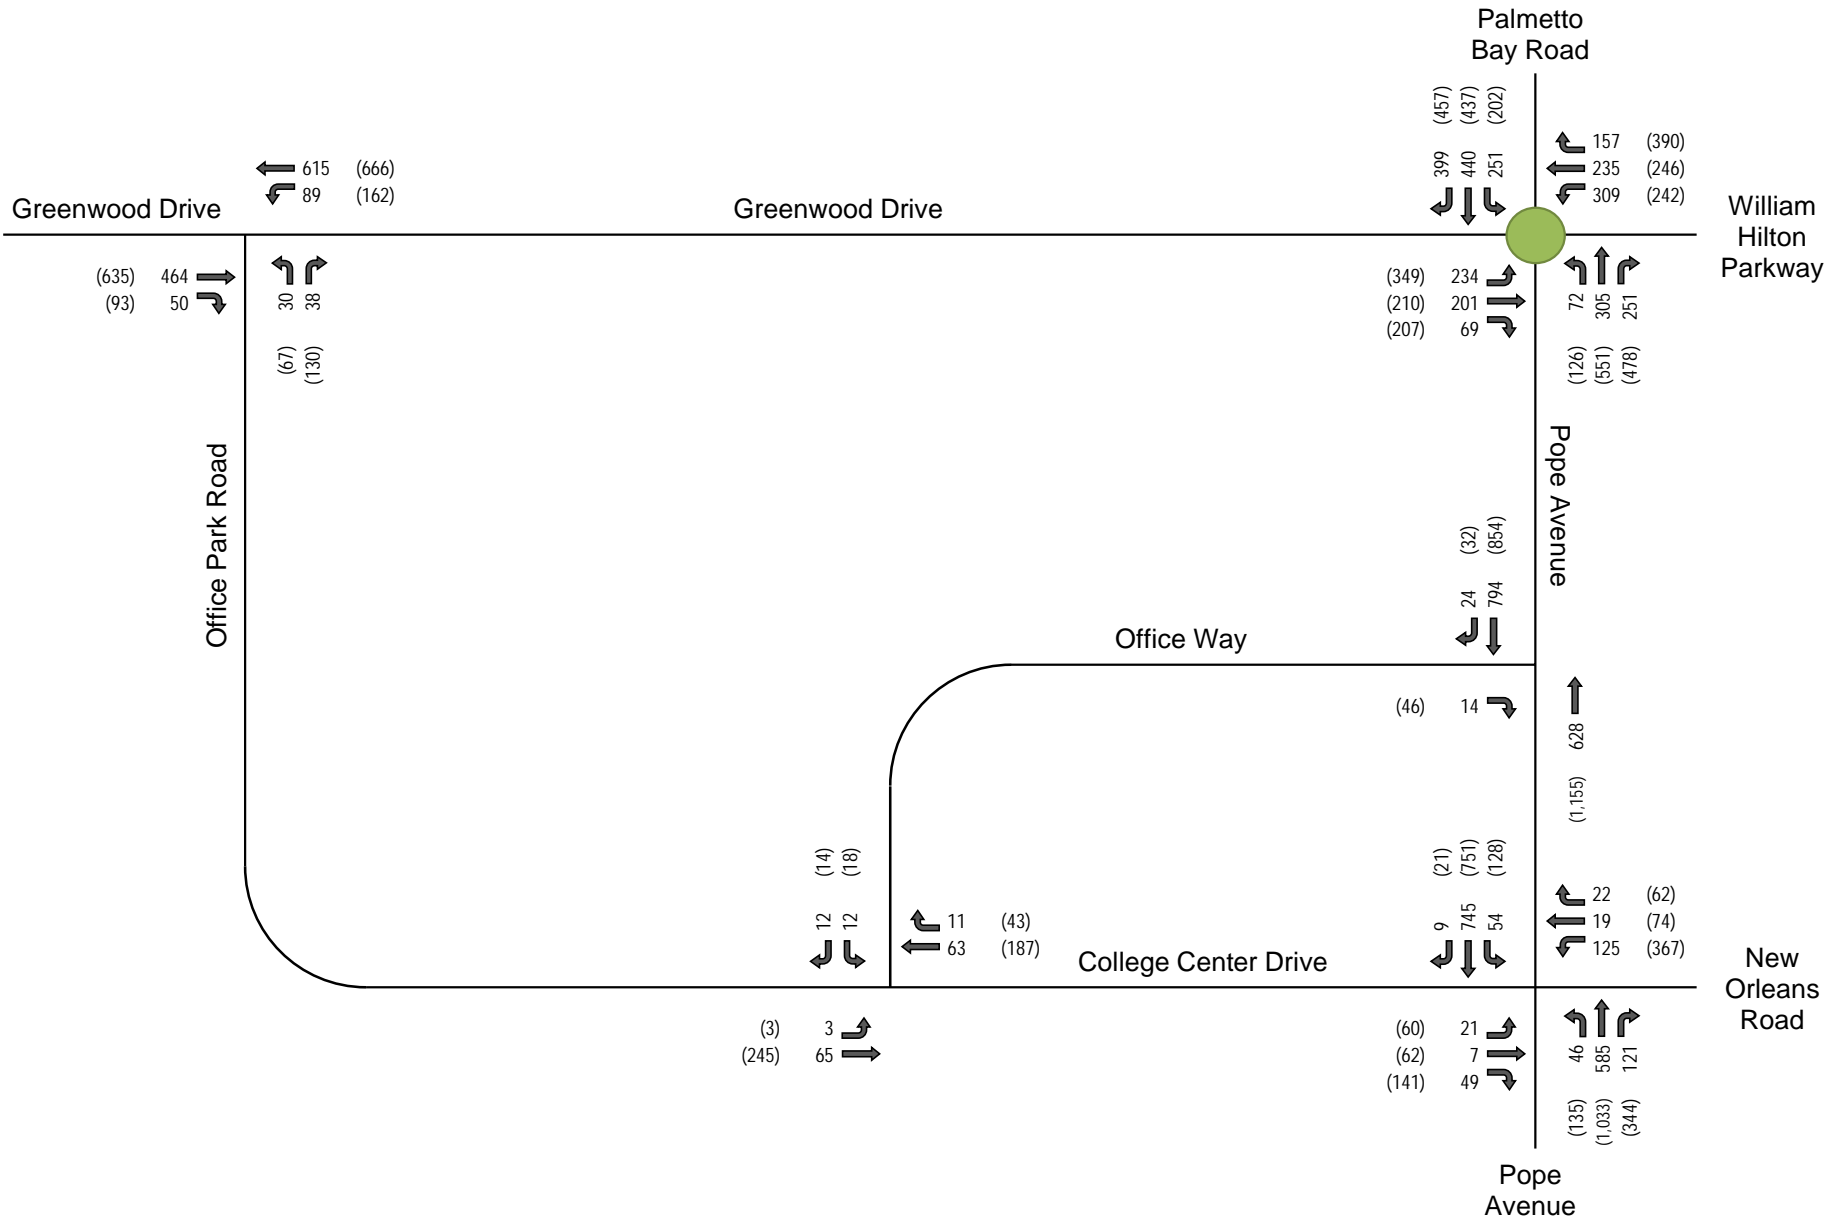 Palmetto
Bay Road
(457) (437) (202)
399 440 251
157 (390)
235 (246)
309 (242)
615 (666)
89 (162)
Greenwood Drive
Greenwood Drive
William
Hilton
Parkway
(635) 464
(93) 50
30 38
(67) (130)
(349) 234
(210) 201
(207) 69
72 305 251
(126) (551) (478)
Office Park Road
Pope Avenue
(32) (854)
24 794
Office Way
(46) 14
628
(1,155)
(14) (18)
12 12
11 (43)
63 (187)
College Center Drive
(21) (751) (128)
9 745 54
22 (62)
19 (74)
125 (367)
New
Orleans
Road
(3) 3
(245) 65
(60) 21
(62) 7
(141) 49
46 585 121
(135) (1,033) (344)
Pope
Avenue